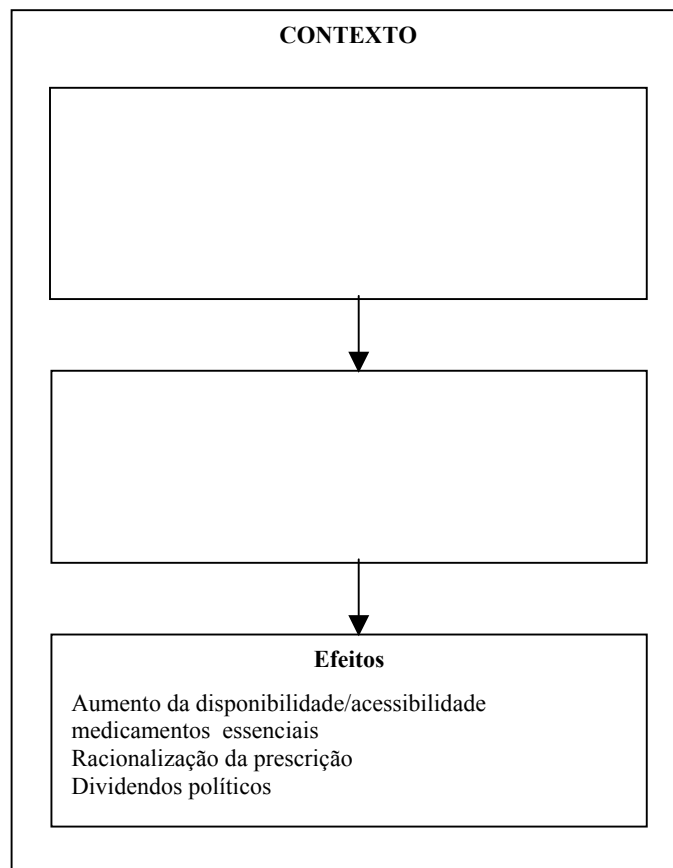 CONTEXTO
Efeitos
Aumento da disponibilidade/acessibilidade
medicamentos essenciais
Racionalização da prescrição
Dividendos políticos